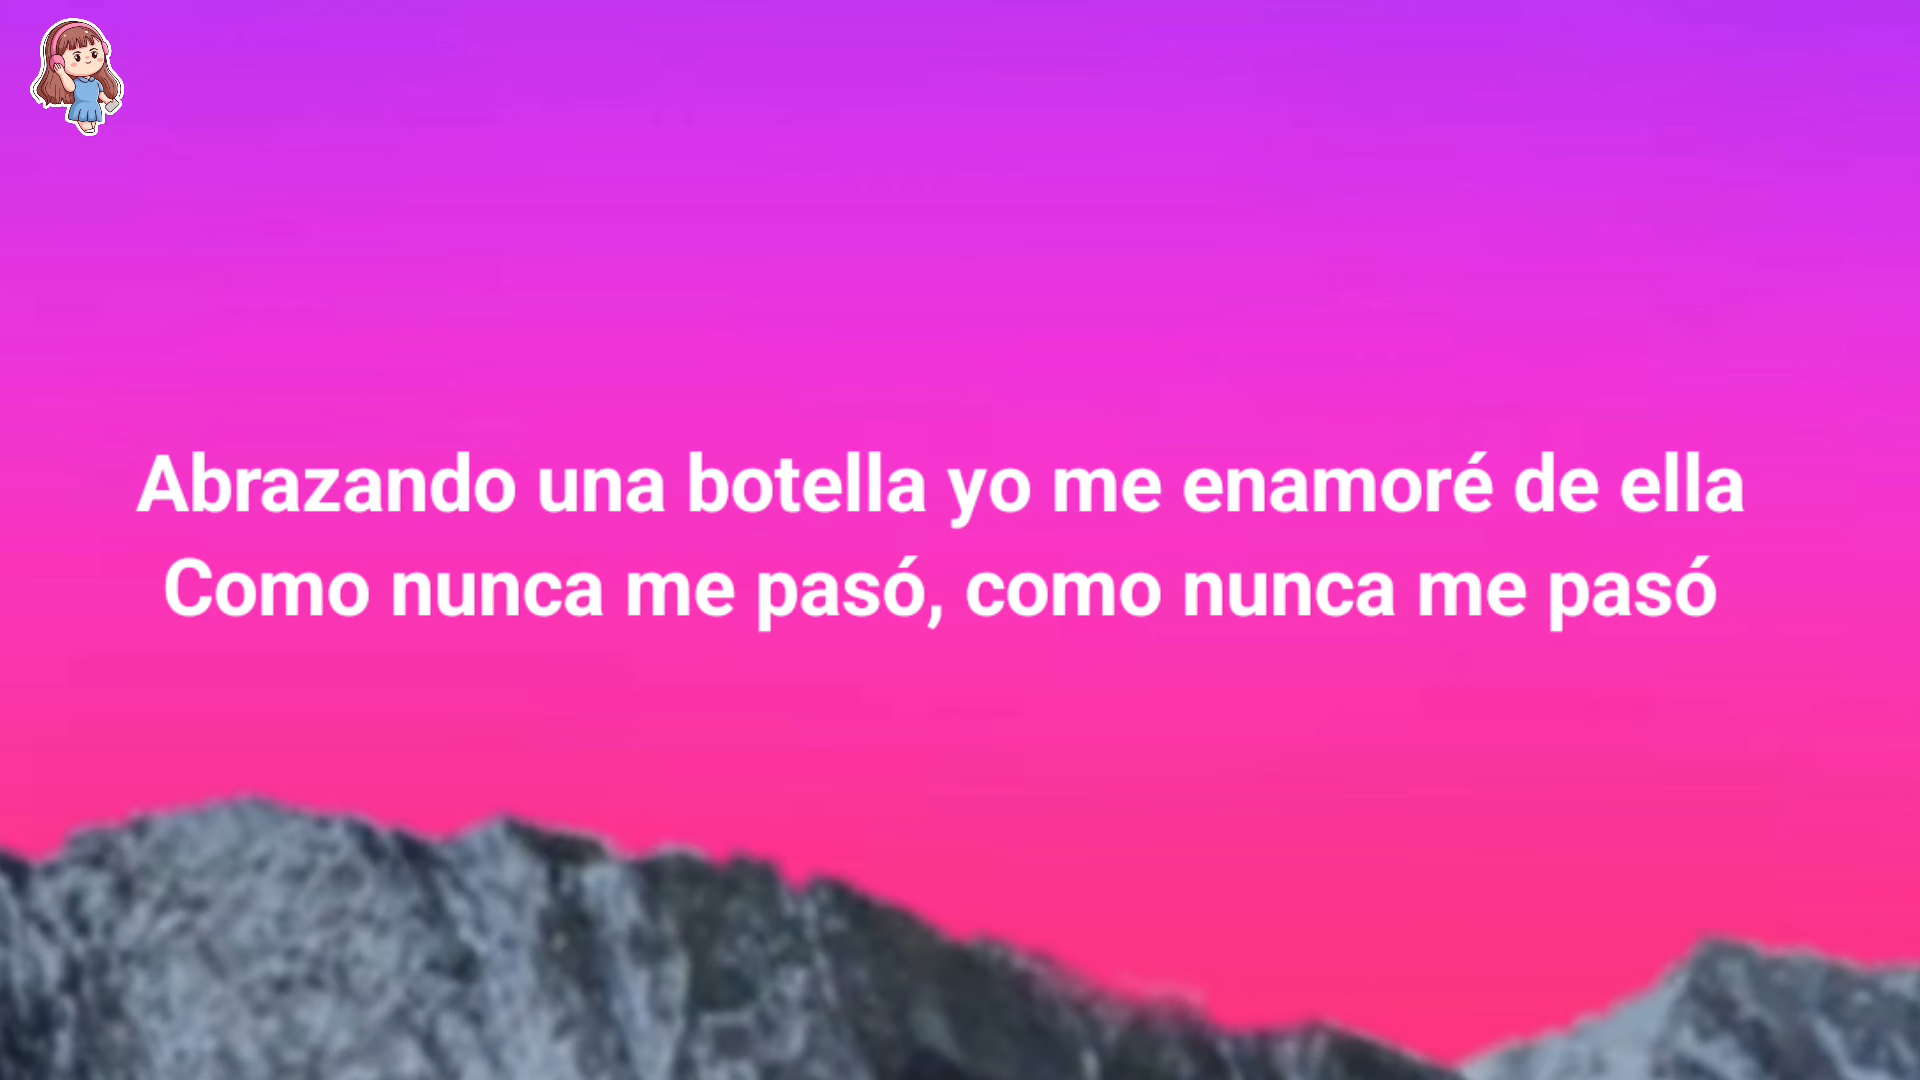 Abrazando una botella yo me enamoré de ella
Como nunca me pasó, como nunca me pasó